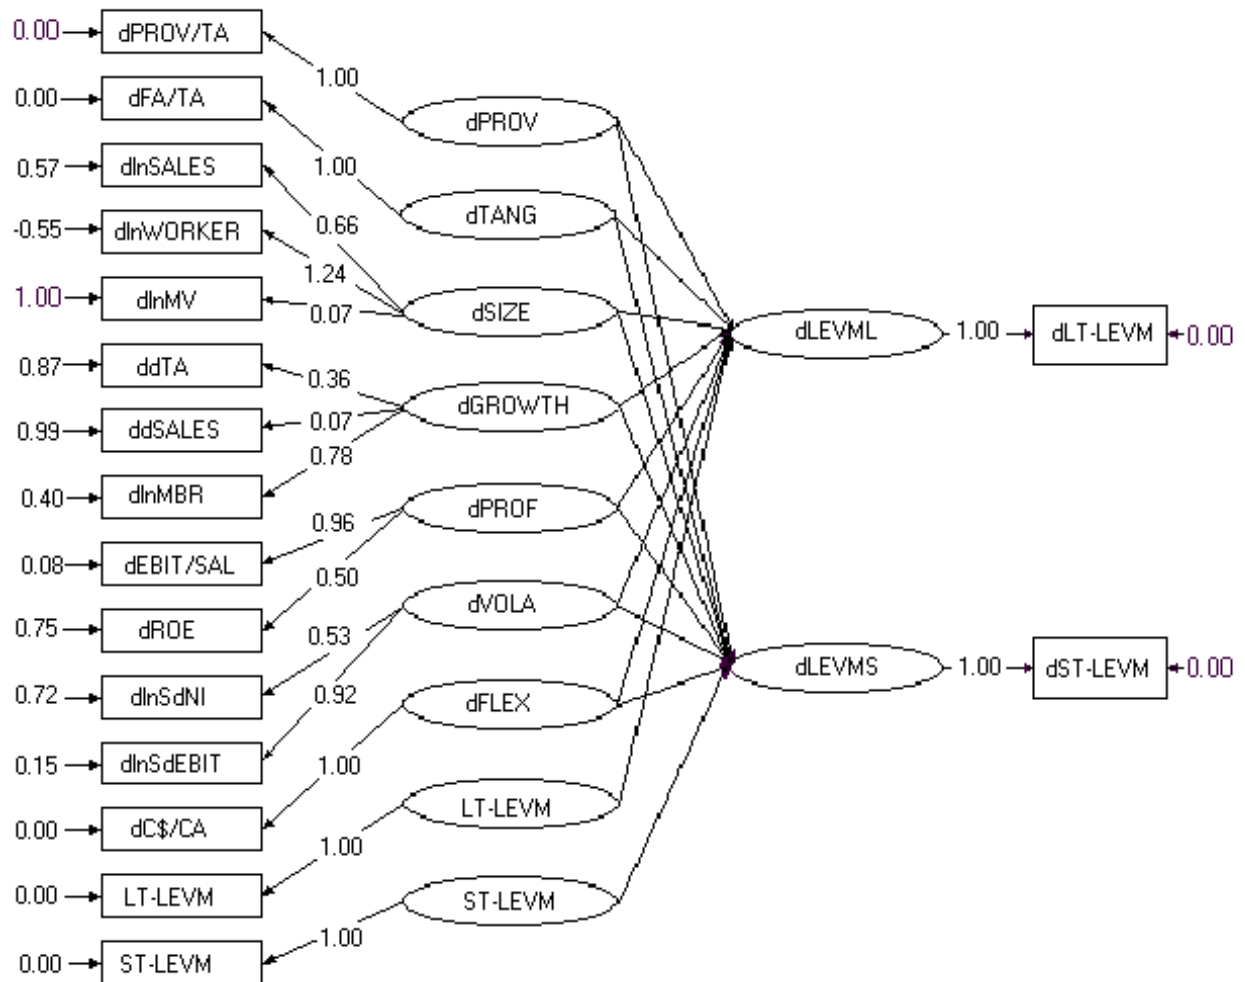 0.00 dPROV/TA
1.00
0.00 dFA/TA
dPROV
0.57 dlnSALES
1.00
-0.55 dlnWORKER
dTANG
0.66
1.24
1.00 dlnMV
0.07
dSIZE
dLEVML 1.00 dLT-LEVM 0.00
0.87 ddTA
0.36
dGROWTH
0.99 ddSALES
0.07
0.78
0.40 dlnMBR
dPROF
0.96
0.08 dEBIT/SAL
0.50
0.75 dROE
dVOLA
0.53
dLEVMS 1.00 dST-LEVM 0.00
0.72 dlnSdNI
0.92
dFLEX
0.15 dlnSdEBIT
1.00
0.00 dC$/CA
LT-LEVM
1.00
0.00 LT-LEVM
ST-LEVM
1.00
0.00 ST-LEVM